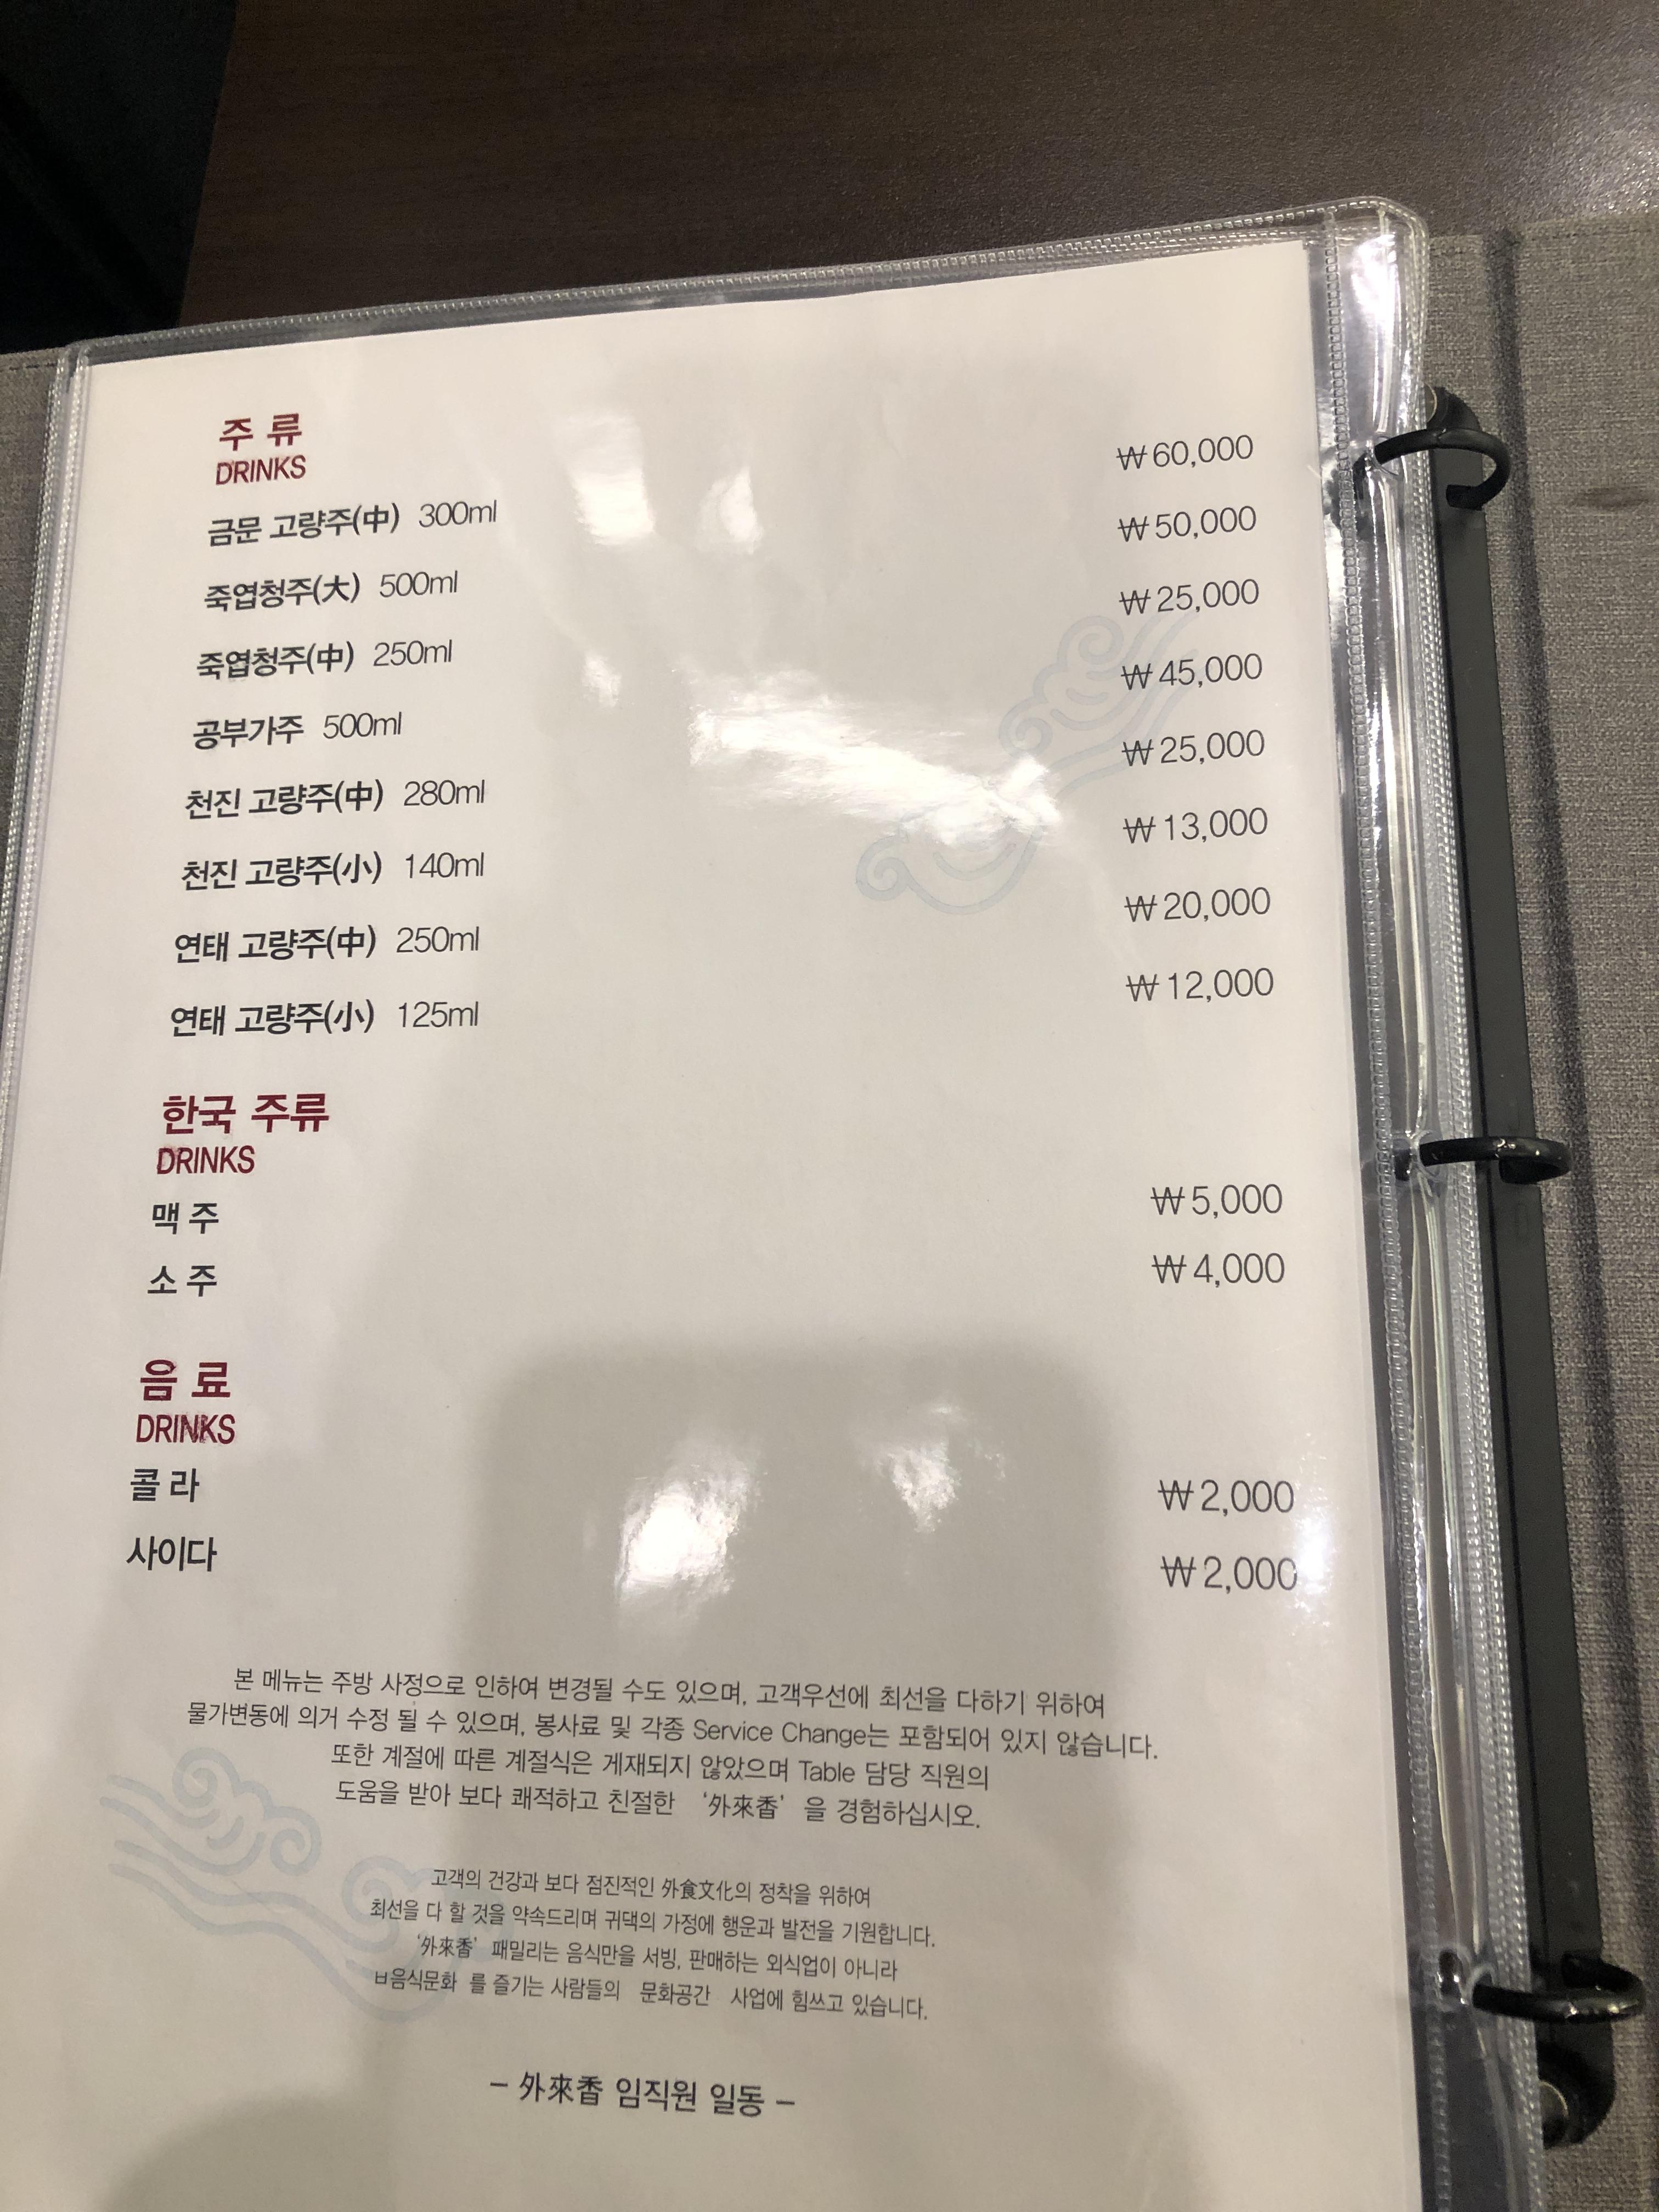 주 류
DRINKS
금문 고량주(中) 300ml ₩60,000
죽엽청주(大) 500ml ₩50,000
죽엽청주(中) 250ml ₩25,000
공부가주 500ml ₩45,000
천진 고량주(中) 280ml ₩25,000
천진 고량주(小) 140ml ₩13,000
연태 고량주(中) 250ml ₩20,000
연태 고량주(小) 125ml ₩12,000
한국 주류
DRINKS
맥 주 ₩5,000
소 주 ₩4,000
음 료
DRINKS
콜 라 ₩2,000
사이다 ₩2,000
본 메뉴는 주방 사정으로 인하여 변경될 수도 있으며, 고객우선에 최선을 다하기 위하여
물가변동에 의거 수정 될 수 있으며, 봉사료 및 각종 Service Change는 포함되어 있지 않습니다.
또한 계절에 따른 계절식은 게재되지 않았으며 Table 담당 직원의
도움을 받아 보다 쾌적하고 친절한 ‘外來香’ 을 경험하십시오.
고객의 건강과 보다 점진적인 外食文化의 정착을 위하여
최선을 다 할 것을 약속드리며 귀댁의 가정에 행운과 발전을 기원합니다.
‘外來香’ 패밀리는 음식만을 서빙, 판매하는 외식업이 아니라
ㅂ음식문화 를 즐기는 사람들의 문화공간 사업에 힘쓰고 있습니다.
– 外來香 임직원 일동 –